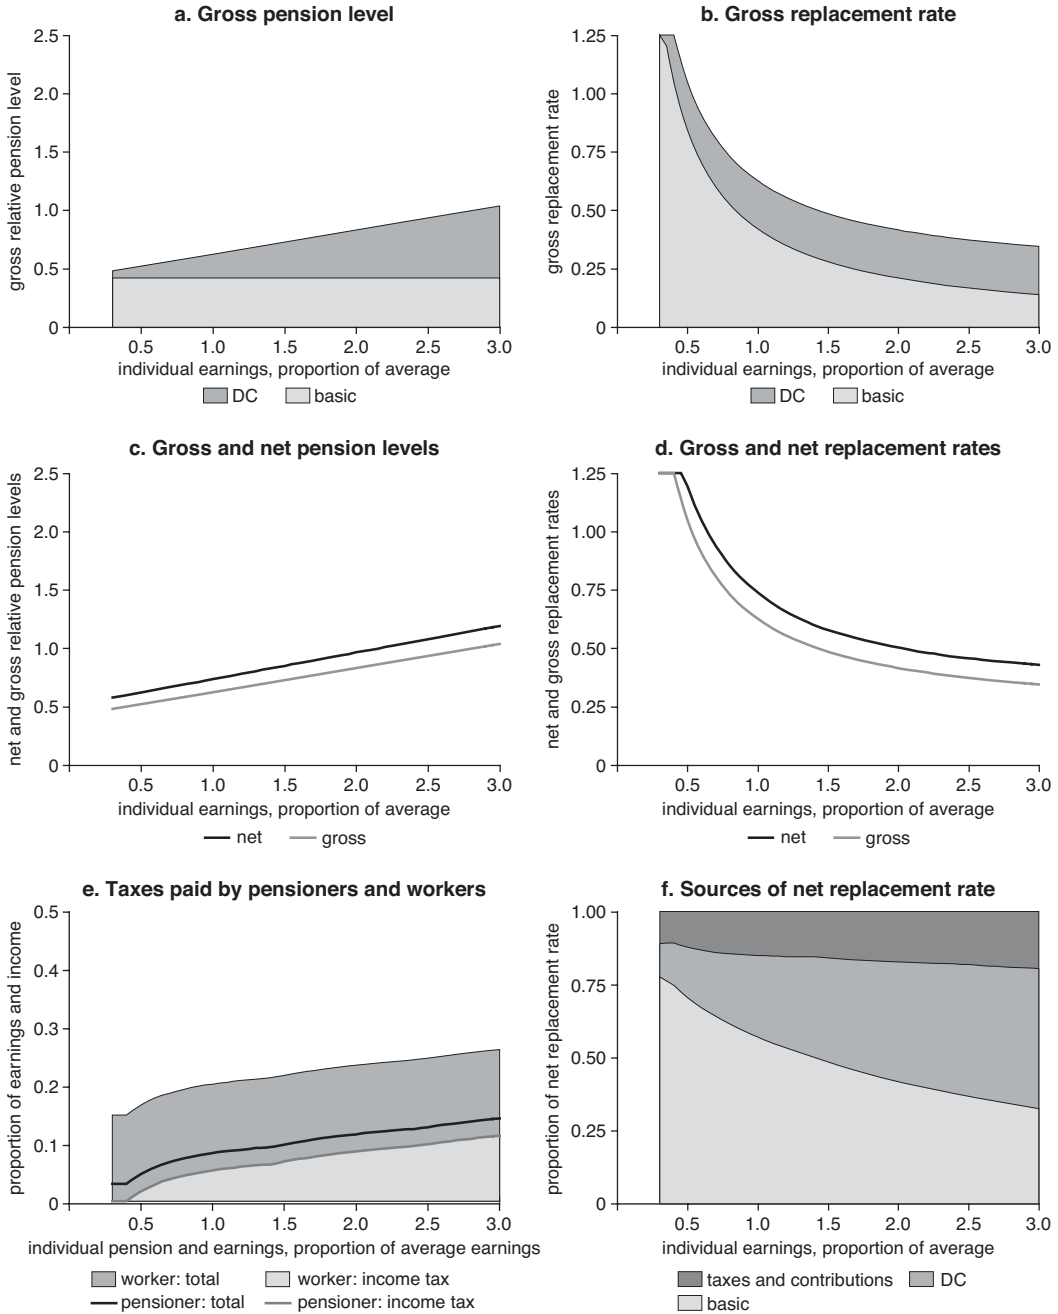 a. Gross pension level
gross relative pension level
2.5
2.0
1.5
1.0
0.5
0
0.5 1.0 1.5 2.0 2.5 3.0
individual earnings, proportion of average
DC basic
b. Gross replacement rate
gross replacement rate
1.25
1.00
0.75
0.50
0.25
0
0.5 1.0 1.5 2.0 2.5 3.0
individual earnings, proportion of average
DC basic
c. Gross and net pension levels
net and gross relative pension levels
2.5
2.0
1.5
1.0
0.5
0
0.5 1.0 1.5 2.0 2.5 3.0
individual earnings, proportion of average
net gross
d. Gross and net replacement rates
net and gross replacement rates
1.25
1.00
0.75
0.50
0.25
0
0.5 1.0 1.5 2.0 2.5 3.0
individual earnings, proportion of average
net gross
e. Taxes paid by pensioners and workers
proportion of earnings and income
0.5
0.4
0.3
0.2
0.1
0
0.5 1.0 1.5 2.0 2.5 3.0
individual pension and earnings, proportion of average earnings
worker: total worker: income tax
pensioner: total pensioner: income tax
f. Sources of net replacement rate
proportion of net replacement rate
1.00
0.75
0.50
0.25
0
0.5 1.0 1.5 2.0 2.5 3.0
individual earnings, proportion of average
taxes and contributions DC
basic